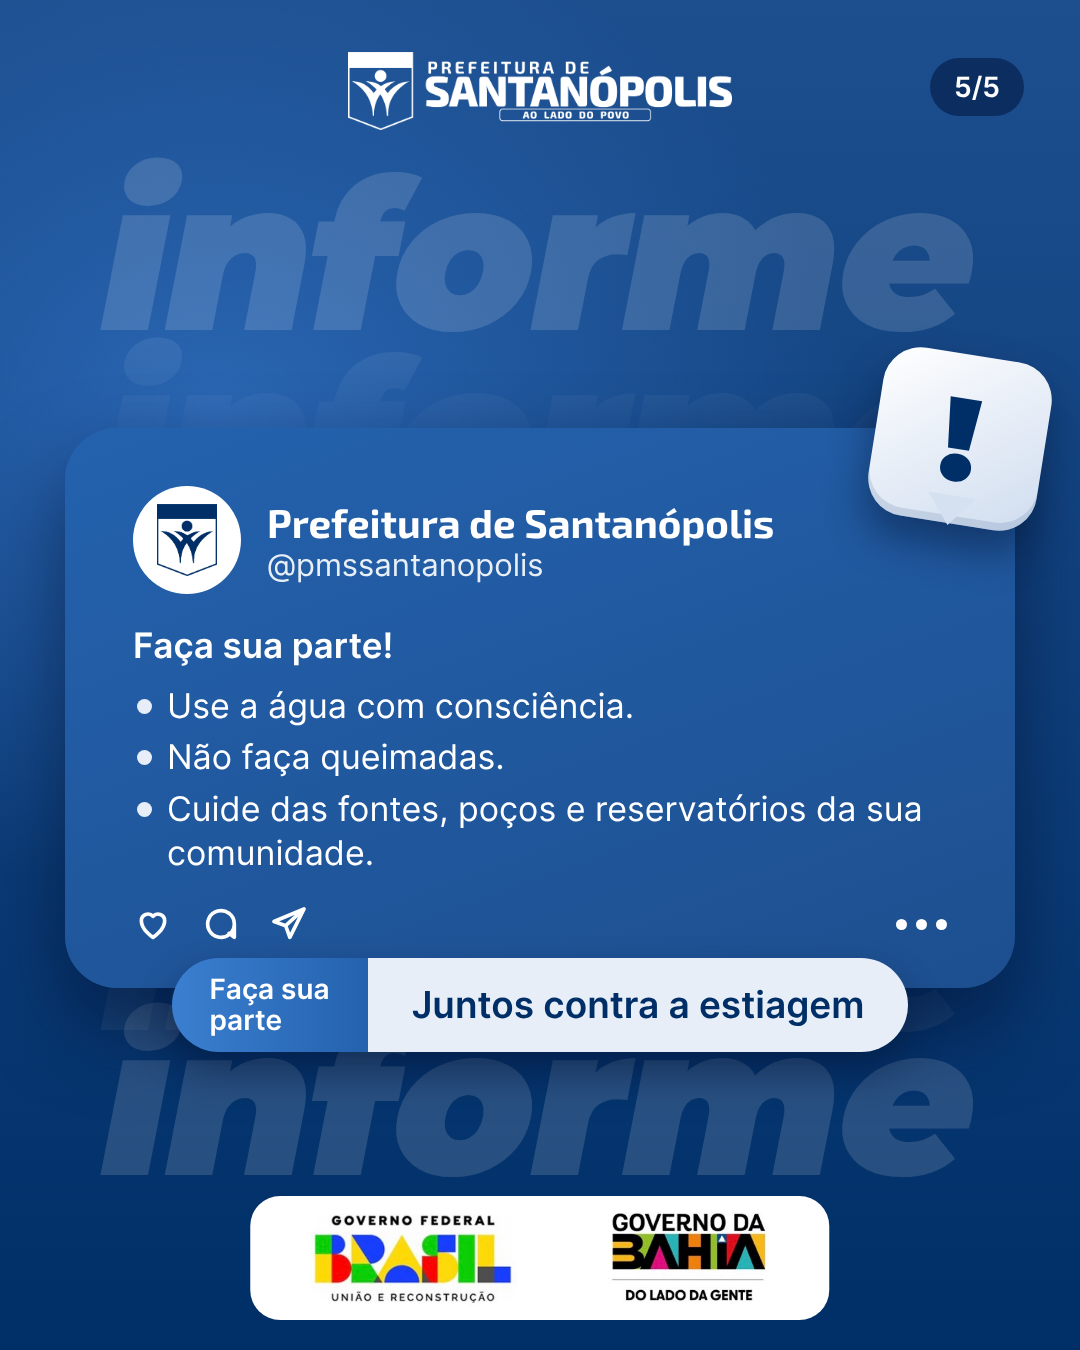 PREFEITURA DE
SANTANÓPOLIS
AO LADO DO POVO
5/5
informe
informe
!
Prefeitura de Santanópolis
@pmssantanopolis
Faça sua parte!
Use a água com consciência.
Não faça queimadas.
Cuide das fontes, poços e reservatórios da sua
comunidade.
Faça sua
parte
Juntos contra a estiagem
informe
GOVERNO FEDERAL
BRASIL
UNIÃO E RECONSTRUÇÃO
GOVERNO DA
BAHIA
DO LADO DA GENTE